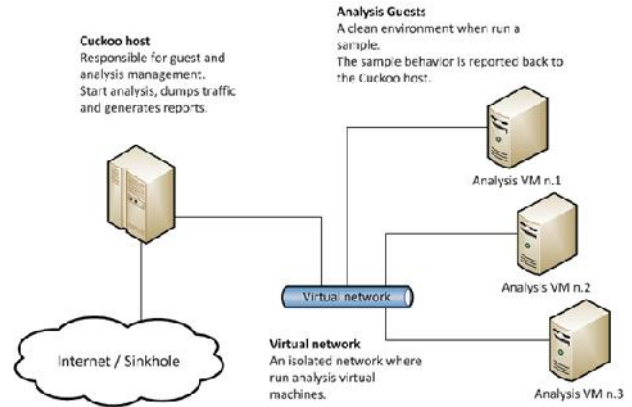 Cuckoo host
Responsible for guest and
analysis management.
Start analysis, dumps traffic
and generates reports.
Analysis Guests
A clean environment when run a
sample.
The sample behavior is reported back to
the Cuckoo host.
Analysis VM n.1
Analysis VM n.2
Virtual network
Internet / Sinkhole
Virtual network
An isolated network where
run analysis virtual
machines.
Analysis VM n.3